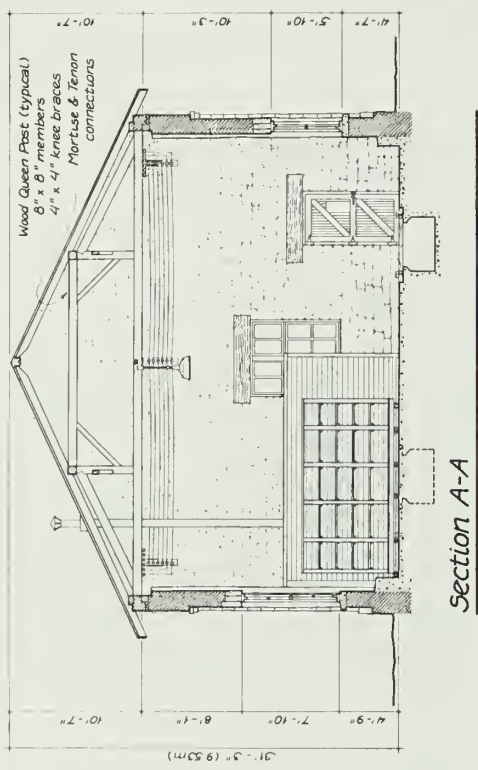 Wood Queen Post (typical)
8" x 8" members
4" x 4" knee braces
Mortise & Tenon
connections
10'-7"
10'-3"
5'-10"
4'-7"
31'-3" (9.53m)
10'-7"
8'-1"
7'-10"
4'-9"
Section A-A